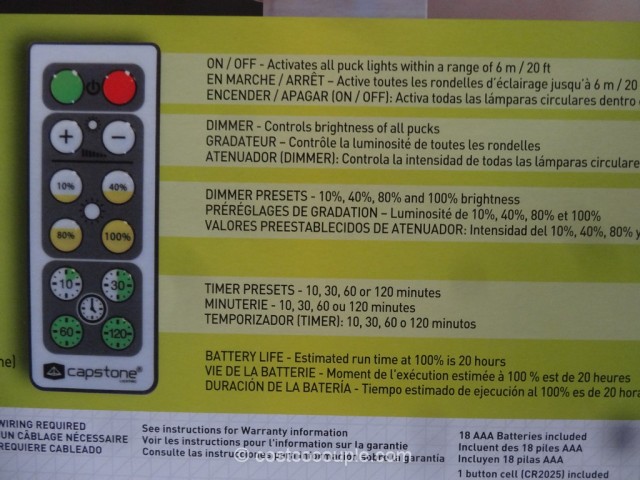 ON / OFF - Activates all puck lights within a range of 6 m / 20 ft
EN MARCHE / ARRÊT – Active toutes les rondelles d'éclairage jusqu'à 6 m / 20
ENCENDER / APAGAR (ON / OFF): Activa todas las lámparas circulares dentro
+
–
DIMMER - Controls brightness of all pucks
GRADATEUR – Contrôle la luminosité de toutes les rondelles
ATENUADOR (DIMMER): Controla la intensidad de todas las lámparas circulare
10% 40%
80% 100%
DIMMER PRESETS - 10%, 40%, 80% and 100% brightness
PRÉRÉGLAGES DE GRADATION – Luminosité de 10%, 40%, 80% et 100%
VALORES PREESTABLECIDOS DE ATENUADOR: Intensidad del 10%, 40%, 80% y
10 30
60 120
TIMER PRESETS - 10, 30, 60 or 120 minutes
MINUTERIE - 10, 30, 60 ou 120 minutes
TEMPORIZADOR (TIMER): 10, 30, 60 o 120 minutos
capstone®
LIGHTING
BATTERY LIFE - Estimated run time at 100% is 20 hours
VIE DE LA BATTERIE - Moment de l'exécution estimée à 100 % est de 20 heures
DURACIÓN DE LA BATERÍA - Tiempo estimado de ejecución al 100% es de 20 hora
ne)
WIRING REQUIRED
UN CÂBLAGE NÉCESSAIRE
REQUIERE CABLEADO
See instructions for Warranty information
Voir les instructions pour l'information sur la garantie
Consulte las instrucciones para información sobre la garantía
18 AAA Batteries included
Incluent des 18 piles AAA
Incluyen 18 pilas AAA
1 button cell (CR2025) included